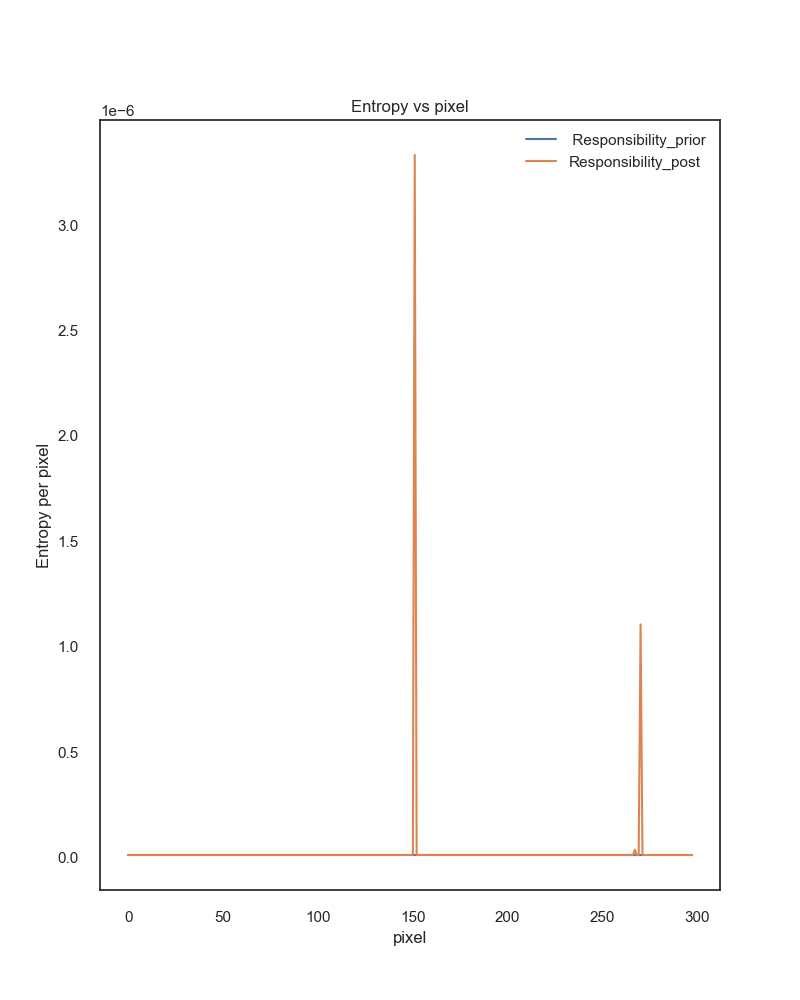 Entropy vs pixel
1e−6
Responsibility_prior
Responsibility_post
3.0
2.5
2.0
1.5
1.0
0.5
0.0
Entropy per pixel
0 50 100 150 200 250 300
pixel